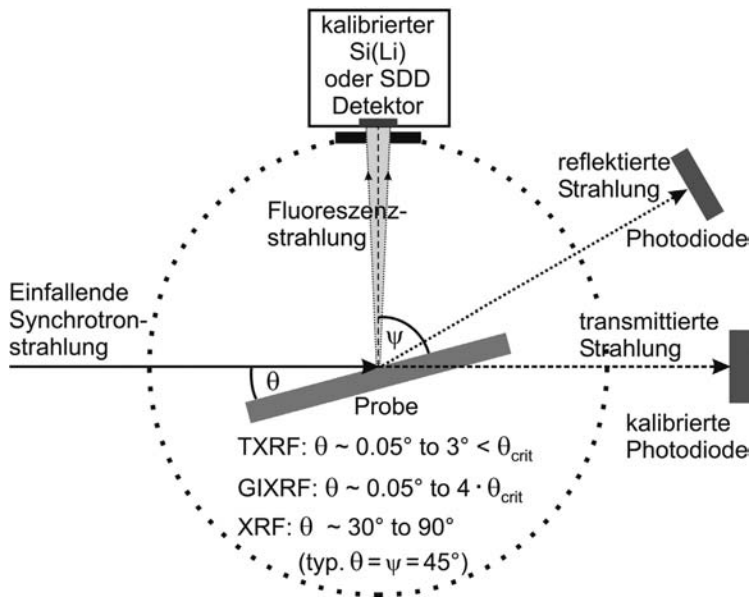 kalibrierter
Si(Li)
oder SDD
Detektor
reflektierte
Strahlung
Photodiode
Fluoreszenz-
strahlung
Einfallende
Synchrotron-
strahlung
ψ
θ
transmittierte
Strahlung
Probe
kalibrierte
Photodiode
TXRF: θ ~ 0.05° to 3° < θcrit
GIXRF: θ ~ 0.05° to 4 · θcrit
XRF: θ ~ 30° to 90°
(typ. θ = ψ = 45°)